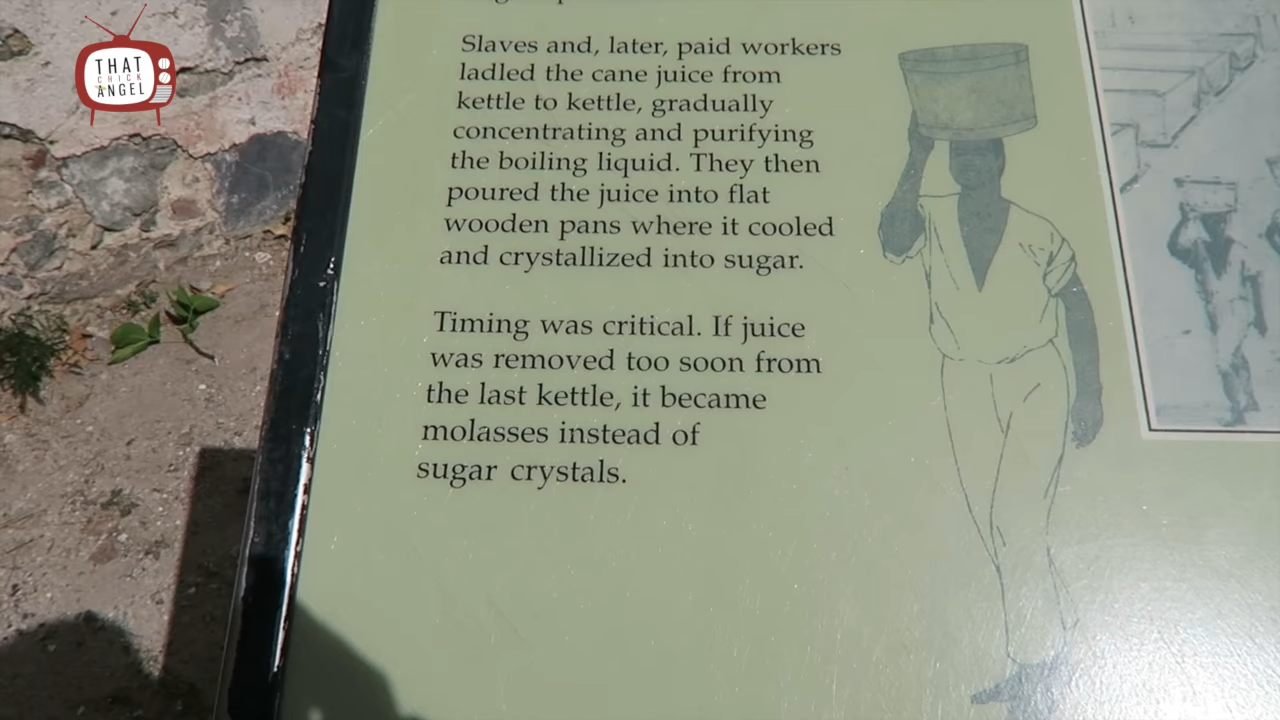 THAT
CHICK
ANGEL
Slaves and, later, paid workers
ladled the cane juice from
kettle to kettle, gradually
concentrating and purifying
the boiling liquid. They then
poured the juice into flat
wooden pans where it cooled
and crystallized into sugar.
Timing was critical. If juice
was removed too soon from
the last kettle, it became
molasses instead of
sugar crystals.